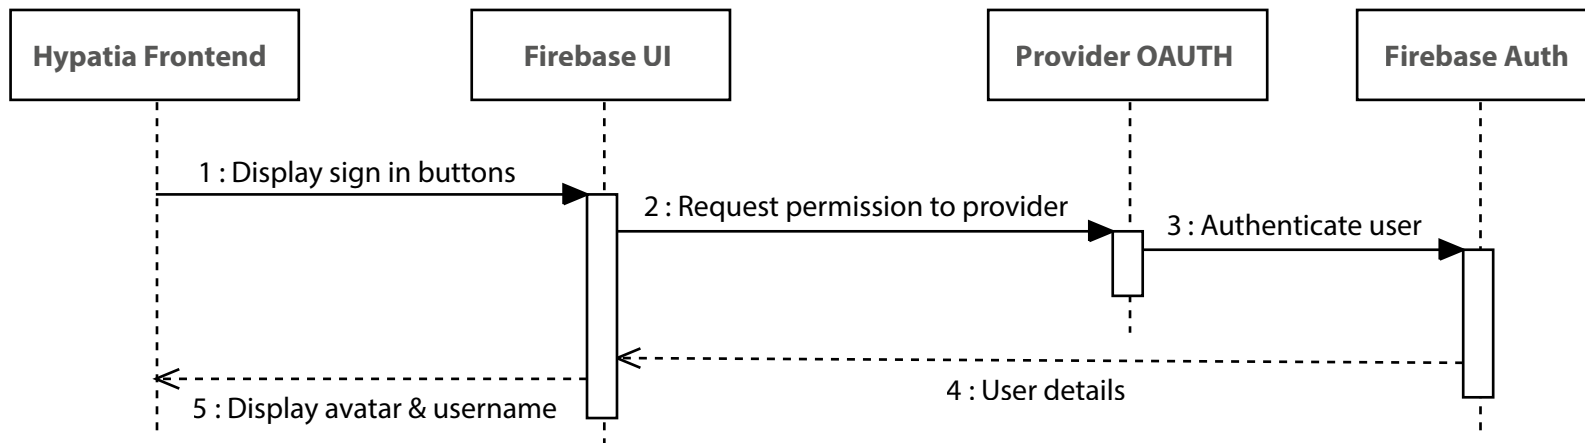 Hypatia Frontend
Firebase UI
Provider OAUTH
Firebase Auth
1 : Display sign in buttons
2 : Request permission to provider
3 : Authenticate user
4 : User details
5 : Display avatar & username